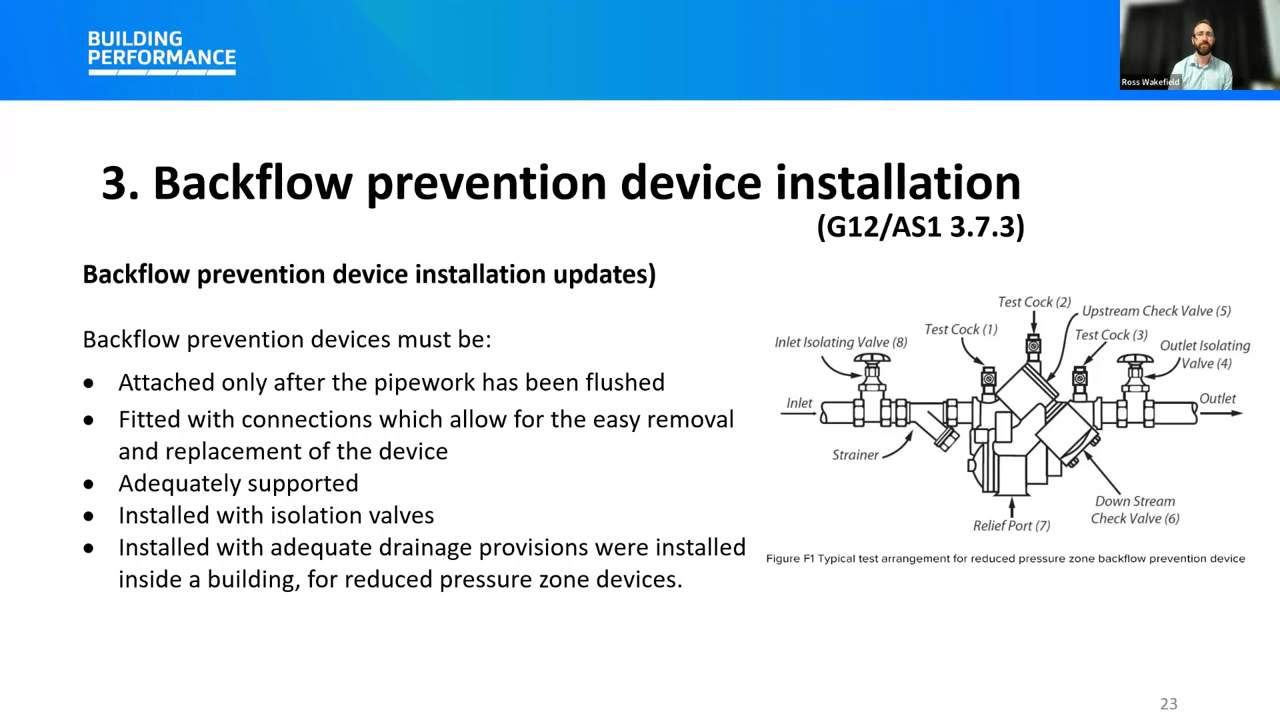 BUILDING
PERFORMANCE
Ross Wakefield
3. Backflow prevention device installation
(G12/AS1 3.7.3)
Backflow prevention device installation updates)
Backflow prevention devices must be:
• Attached only after the pipework has been flushed
• Fitted with connections which allow for the easy removal
and replacement of the device
• Adequately supported
• Installed with isolation valves
• Installed with adequate drainage provisions were installed
inside a building, for reduced pressure zone devices.
Test Cock (2)
Upstream Check Valve (5)
Test Cock (1)
Test Cock (3)
Inlet Isolating Valve (8)
Outlet Isolating
Valve (4)
Inlet
Outlet
Strainer
Down Stream
Check Valve (6)
Relief Port (7)
Figure F1 Typical test arrangement for reduced pressure zone backflow prevention device
23